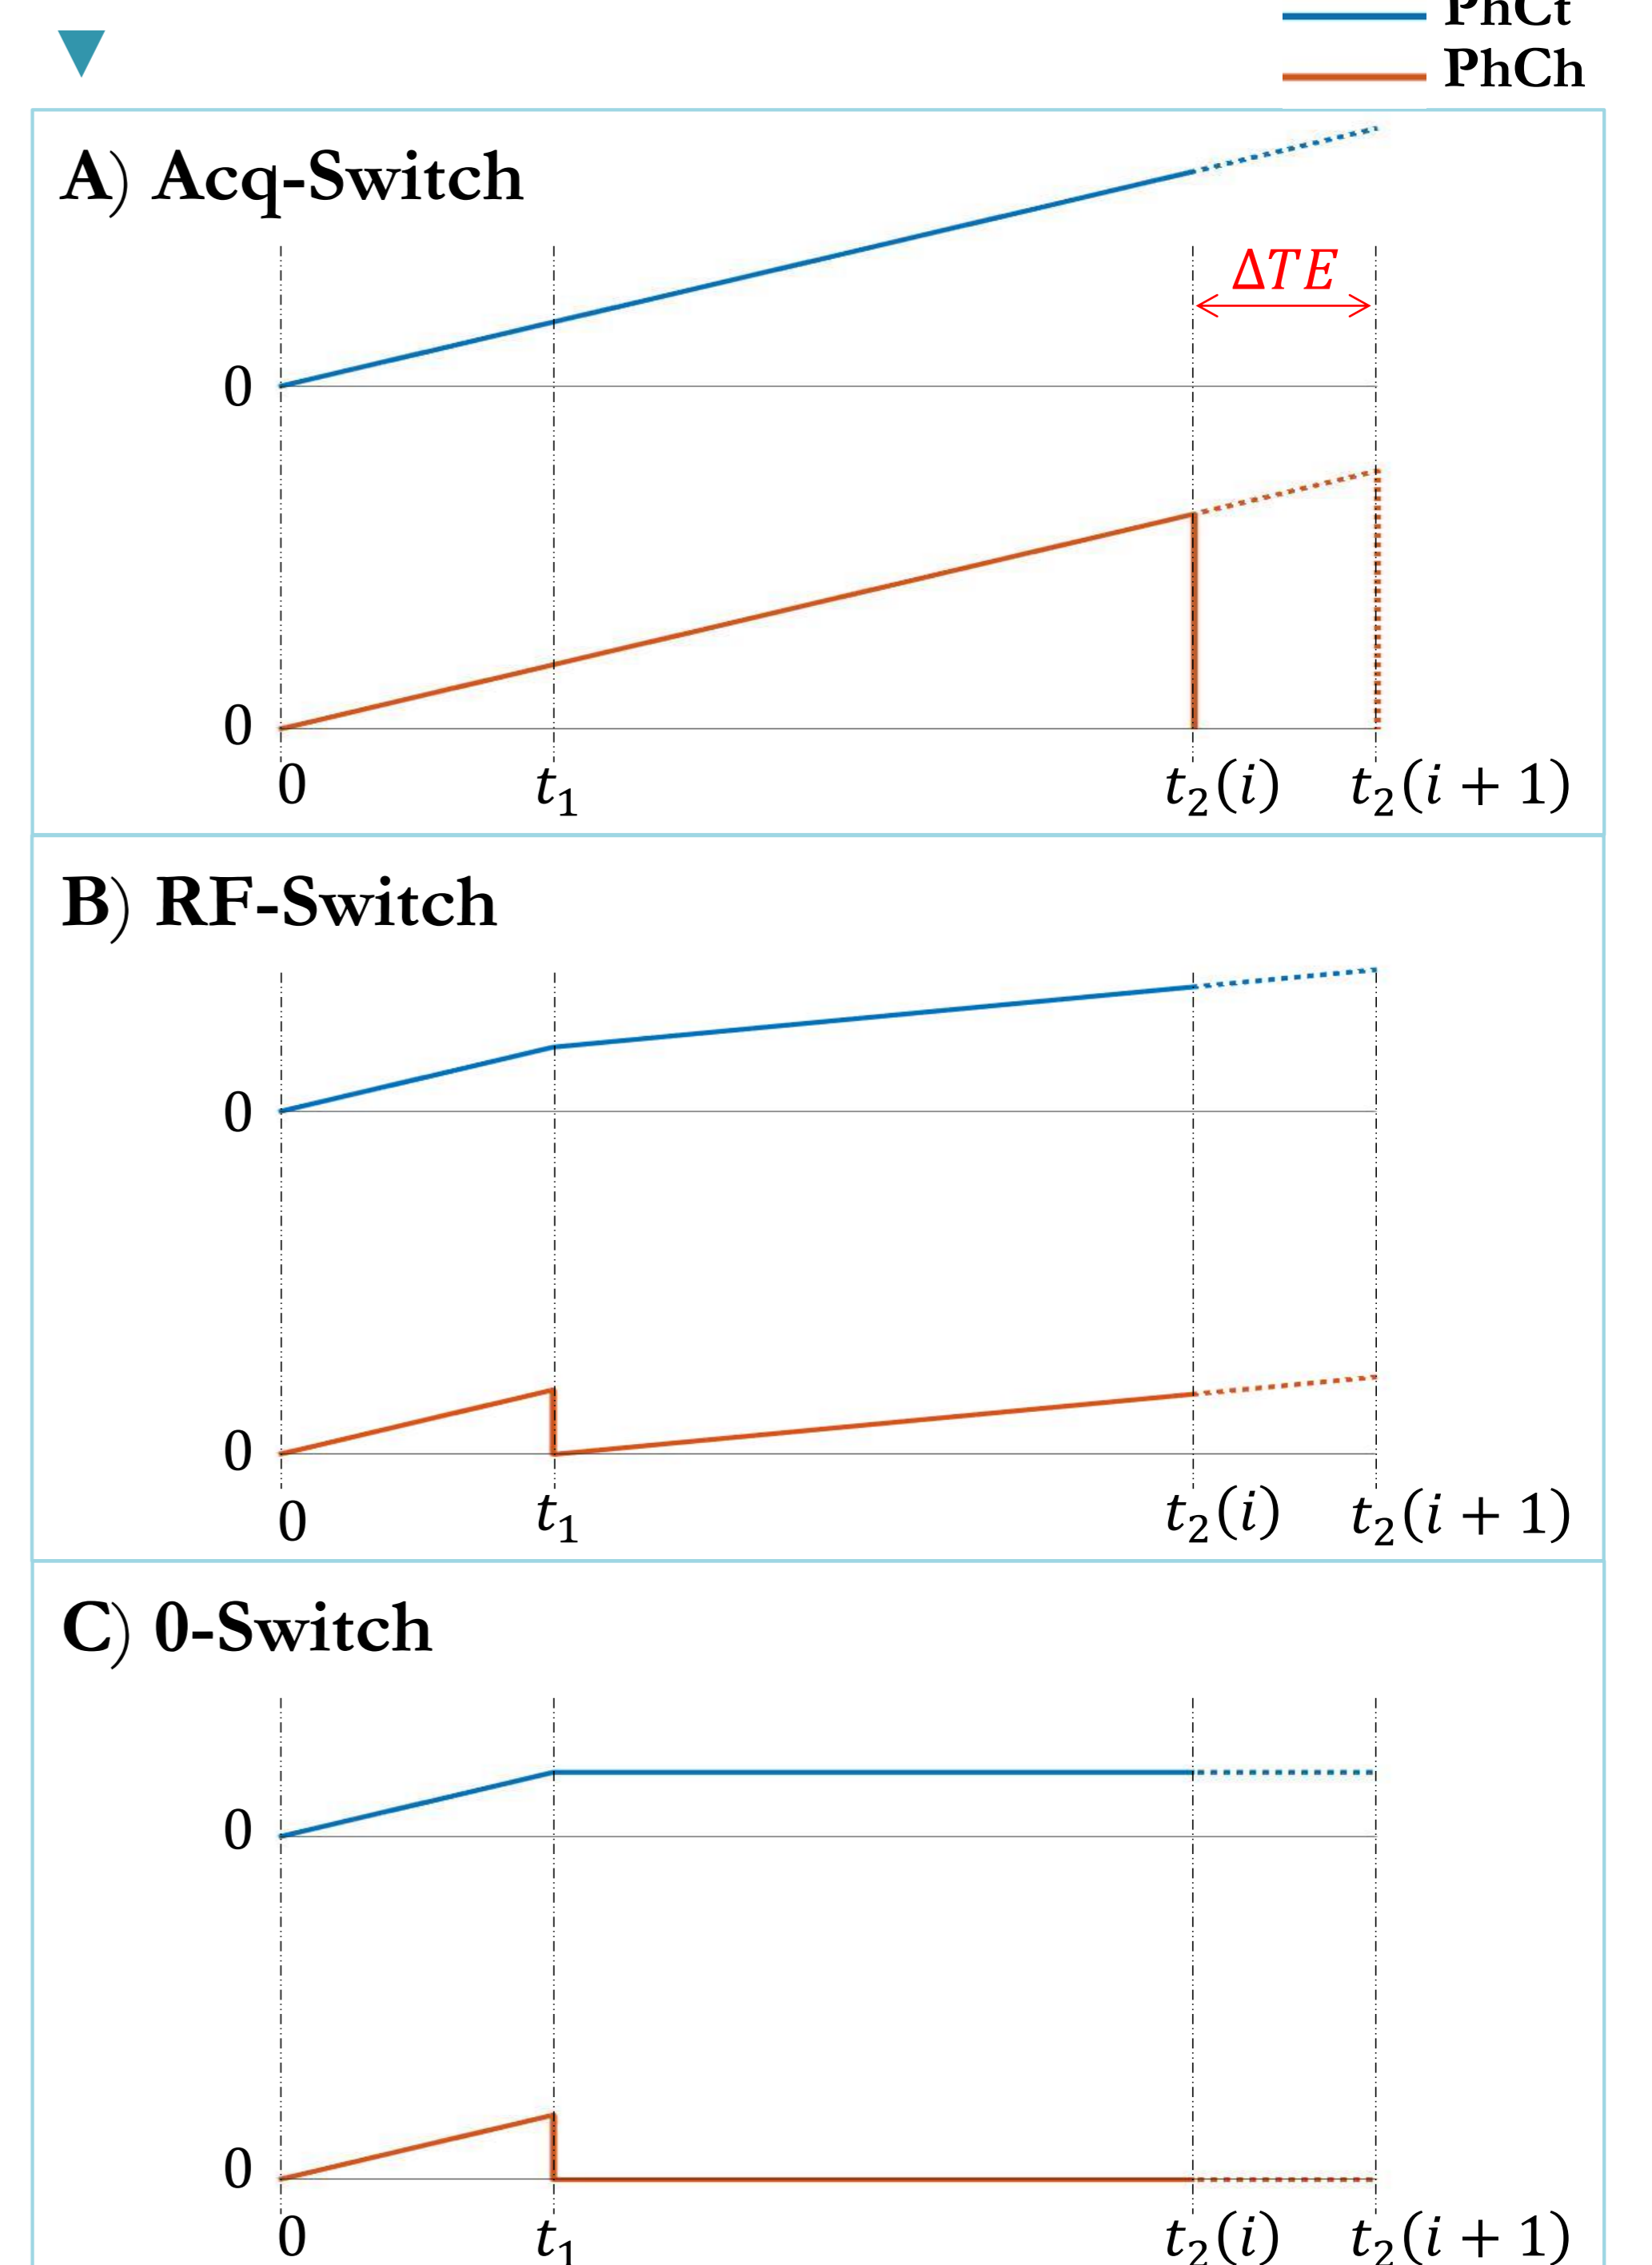 PhCt
PhCh
A) Acq-Switch
ΔTE
0
0
0 t₁ t₂(i) t₂(i + 1)
B) RF-Switch
0
0
0 t₁ t₂(i) t₂(i + 1)
C) 0-Switch
0
0
0 t₁ t₂(i) t₂(i + 1)